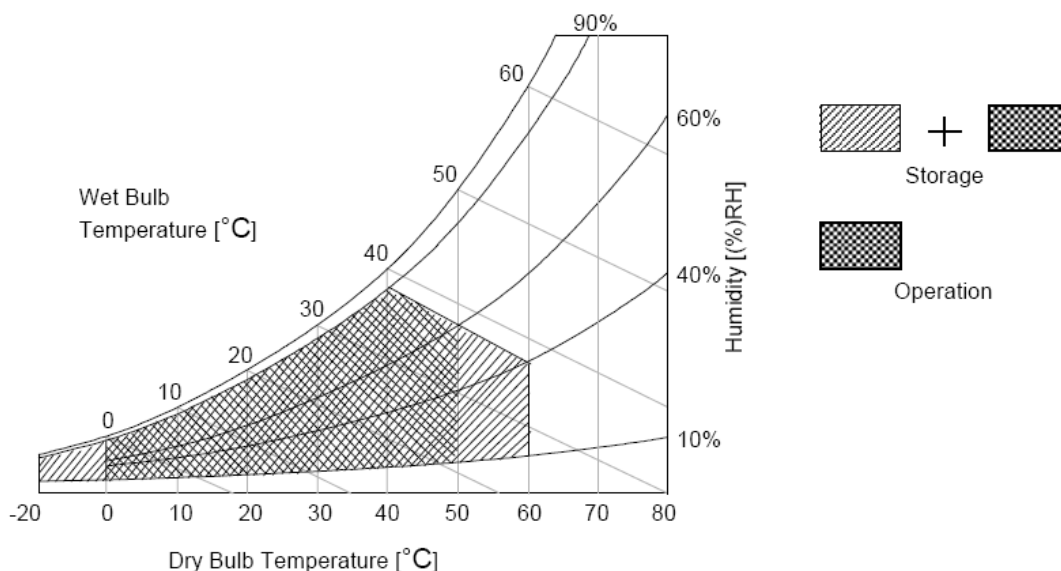 90%
60
60%
50
Wet Bulb
Temperature [°C]
40
40%
30
20
10
0
10%
-20 0 10 20 30 40 50 60 70 80
Dry Bulb Temperature [°C]
Humidity [(%)RH]
+
Storage
Operation